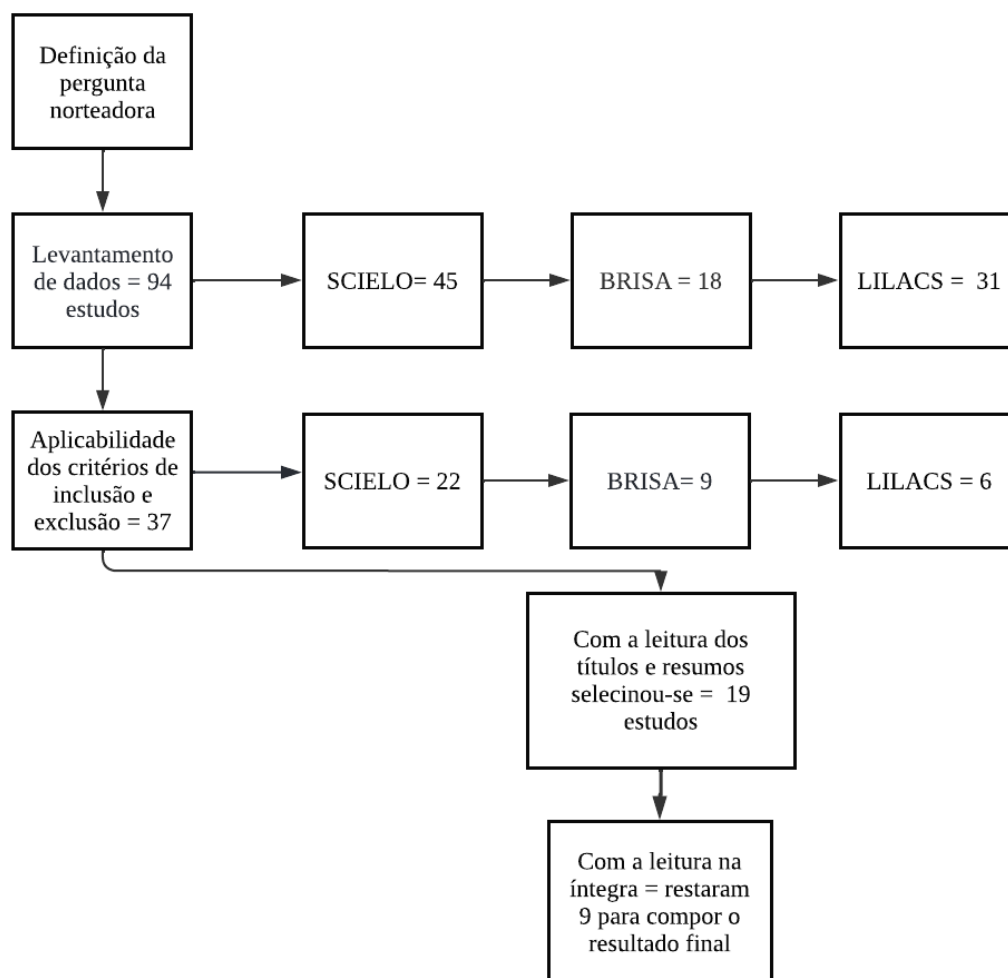 Definição da
pergunta
norteadora
Levantamento
de dados = 94
estudos
SCIELO= 45
BRISA = 18
LILACS =  31
Aplicabilidade
dos critérios de
inclusão e
exclusão = 37
SCIELO = 22
BRISA= 9
LILACS = 6
Com a leitura dos
títulos e resumos
selecinou-se =  19
estudos
Com a leitura na
íntegra = restaram
9 para compor o
resultado final